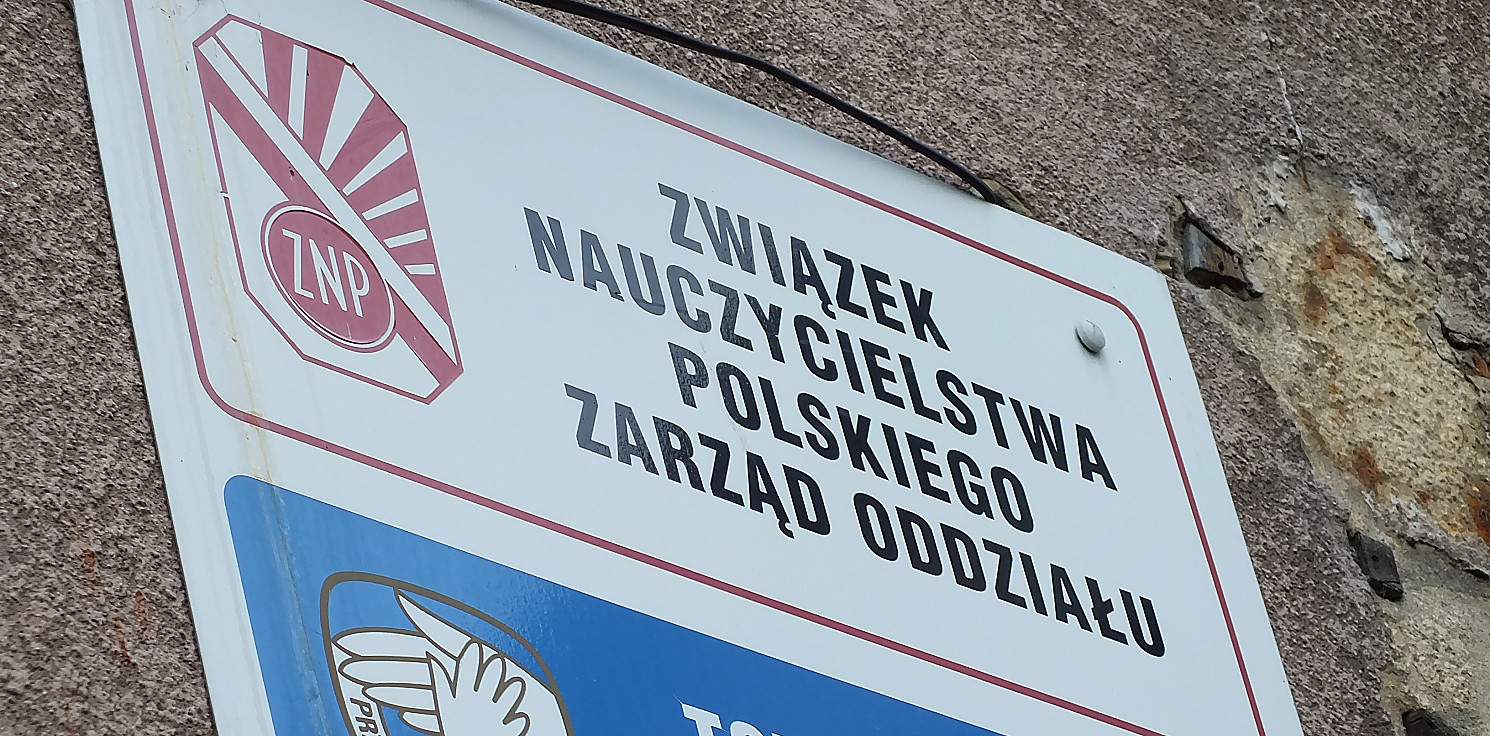 ZNP
ZWIĄZEK
NAUCZYCIELSTWA
POLSKIEGO
ZARZĄD ODDZIAŁU